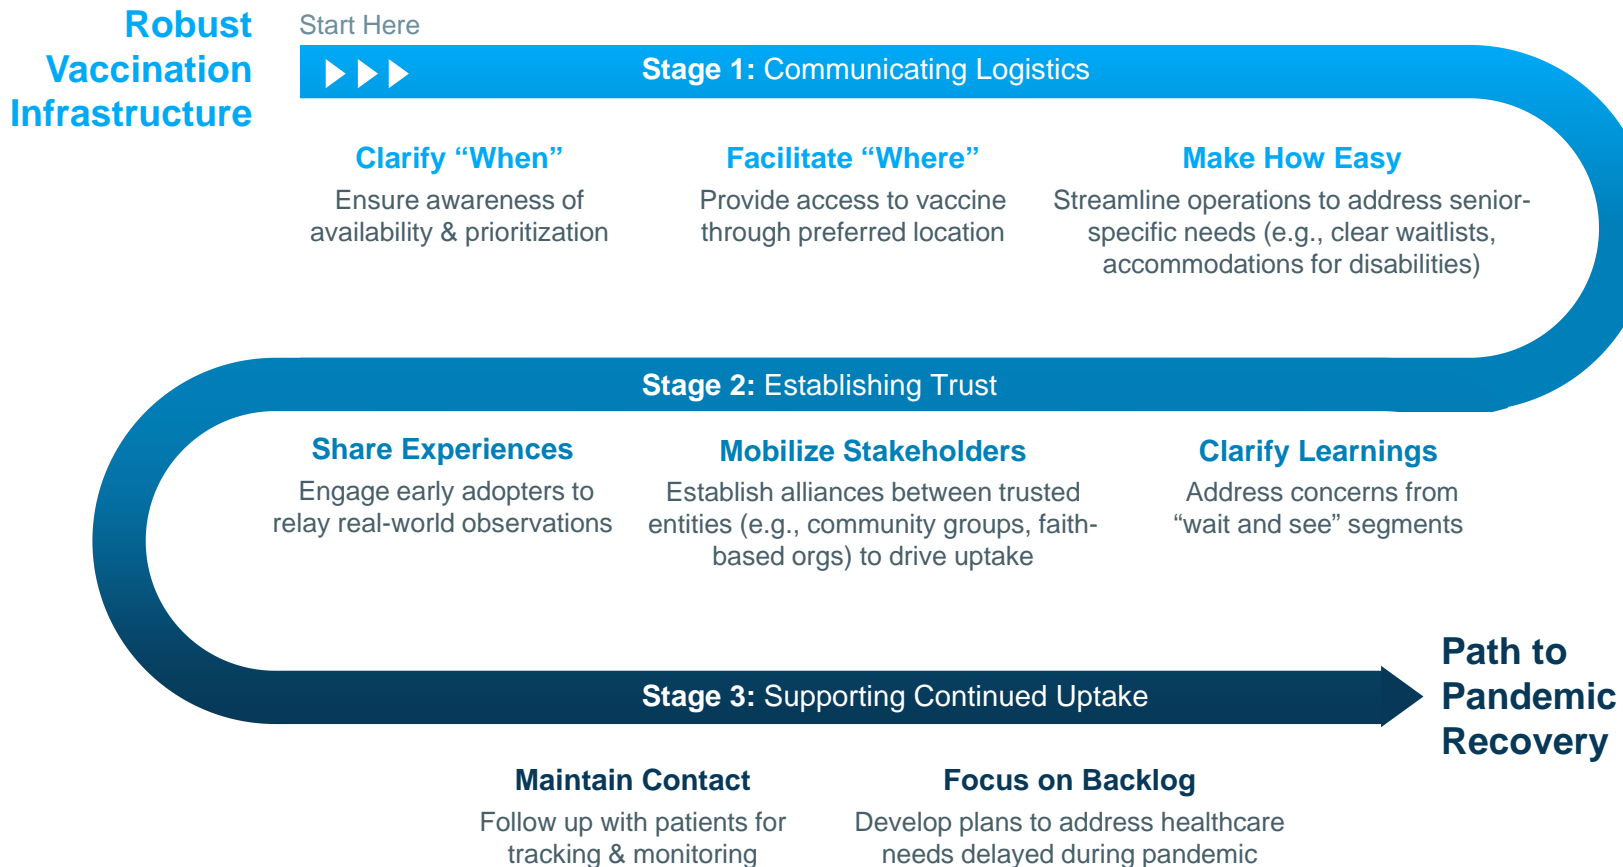 Robust
Vaccination
Infrastructure
Start Here
Stage 1: Communicating Logistics
Clarify “When”
Ensure awareness of
availability & prioritization
Facilitate “Where”
Provide access to vaccine
through preferred location
Make How Easy
Streamline operations to address senior-
specific needs (e.g., clear waitlists,
accommodations for disabilities)
Stage 2: Establishing Trust
Share Experiences
Engage early adopters to
relay real-world observations
Mobilize Stakeholders
Establish alliances between trusted
entities (e.g., community groups, faith-
based orgs) to drive uptake
Clarify Learnings
Address concerns from
“wait and see” segments
Stage 3: Supporting Continued Uptake
Path to
Pandemic
Recovery
Maintain Contact
Follow up with patients for
tracking & monitoring
Focus on Backlog
Develop plans to address healthcare
needs delayed during pandemic